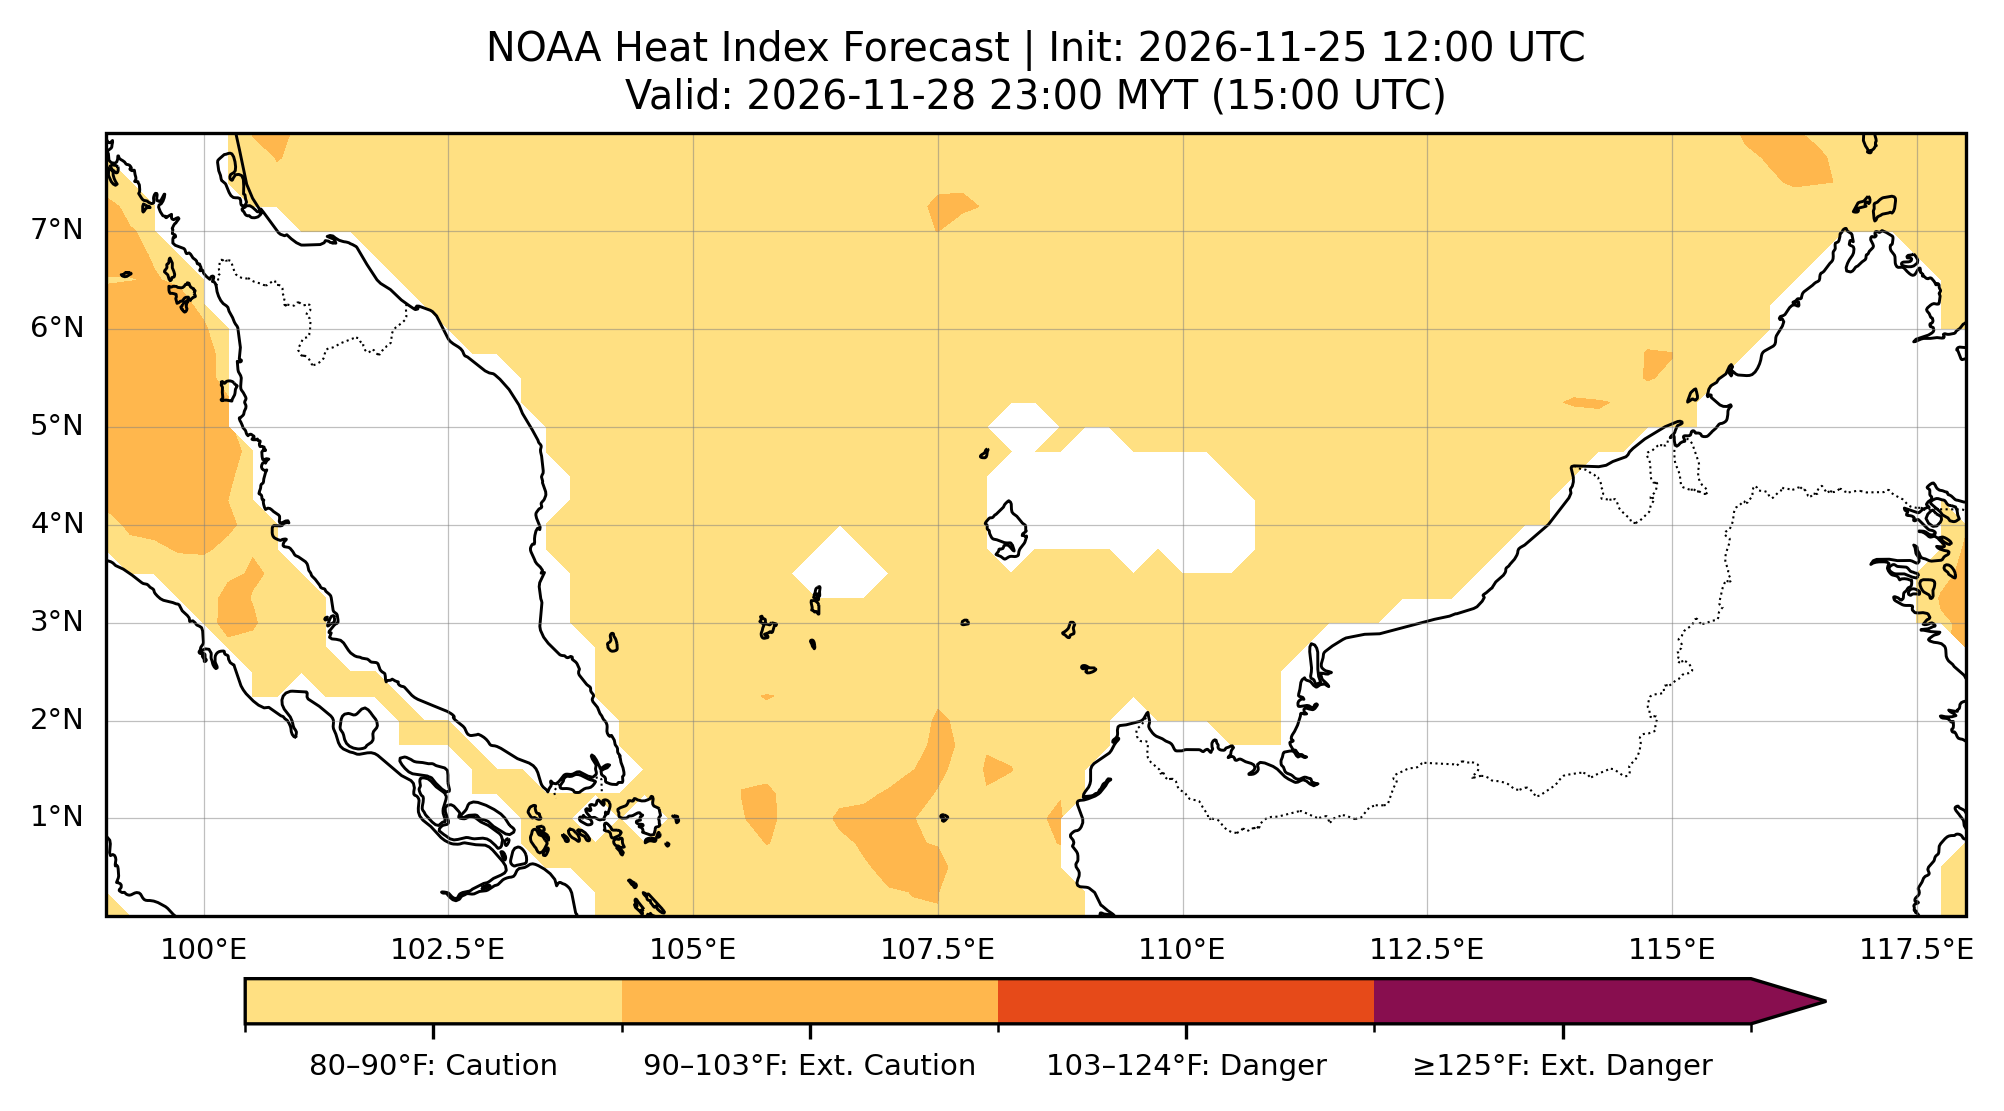 NOAA Heat Index Forecast | Init: 2026-11-25 12:00 UTC
Valid: 2026-11-28 23:00 MYT (15:00 UTC)
7°N
6°N
5°N
4°N
3°N
2°N
1°N
100°E 102.5°E 105°E 107.5°E 110°E 112.5°E 115°E 117.5°E
80–90°F: Caution 90–103°F: Ext. Caution 103–124°F: Danger ≥125°F: Ext. Danger